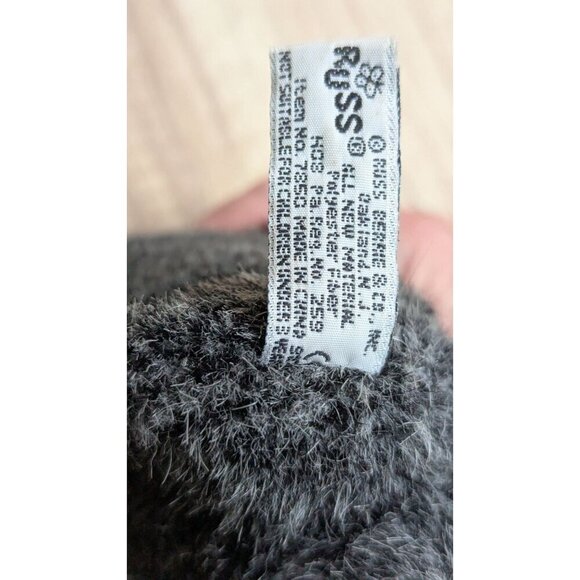 Russ®
© RUSS BERRIE & CO., INC.
Oakland N.J.
ALL NEW MATERIAL
Polyester Fiber
HO8 Pa. Reg. No. 259
Item No. 7850 MADE IN CHINA
NOT SUITABLE FOR CHILDREN UNDER 3